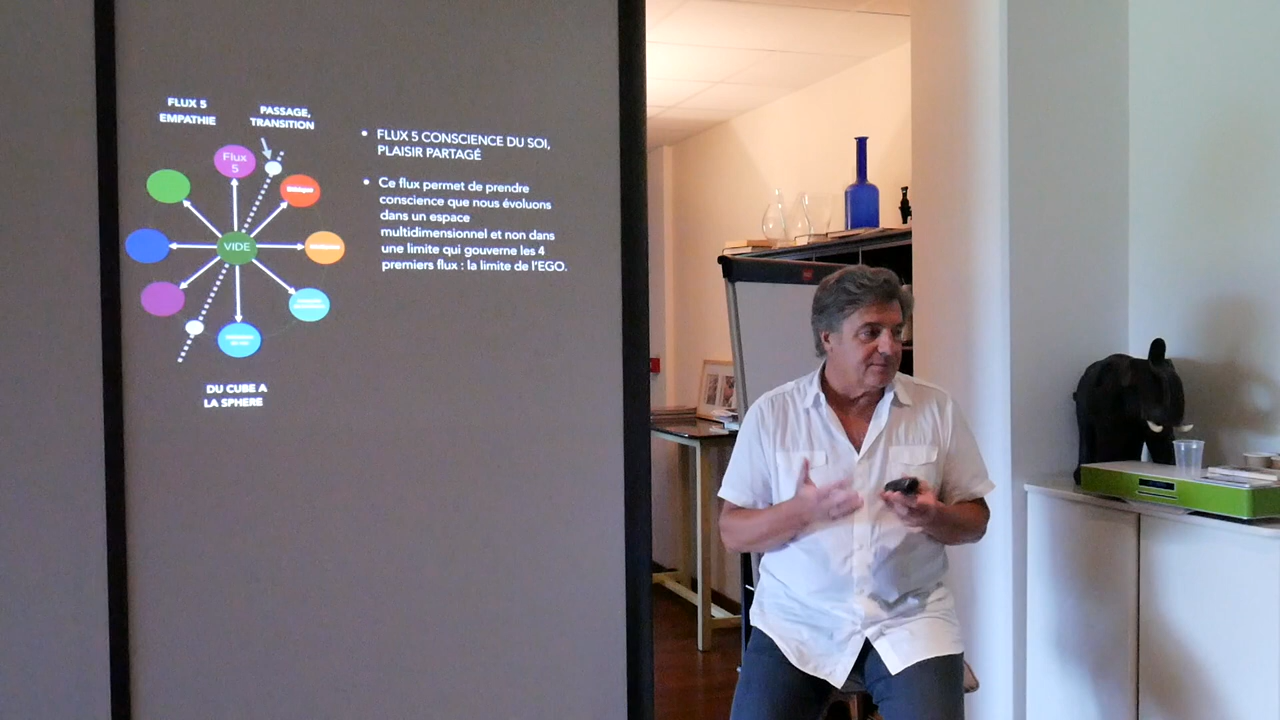 FLUX 5
EMPATHIE
PASSAGE,
TRANSITION
Flux
5
VIDE
DU CUBE A
LA SPHERE
• FLUX 5 CONSCIENCE DU SOI,
PLAISIR PARTAGÉ
• Ce flux permet de prendre
conscience que nous évoluons
dans un espace
multidimensionnel et non dans
une limite qui gouverne les 4
premiers flux : la limite de l'EGO.